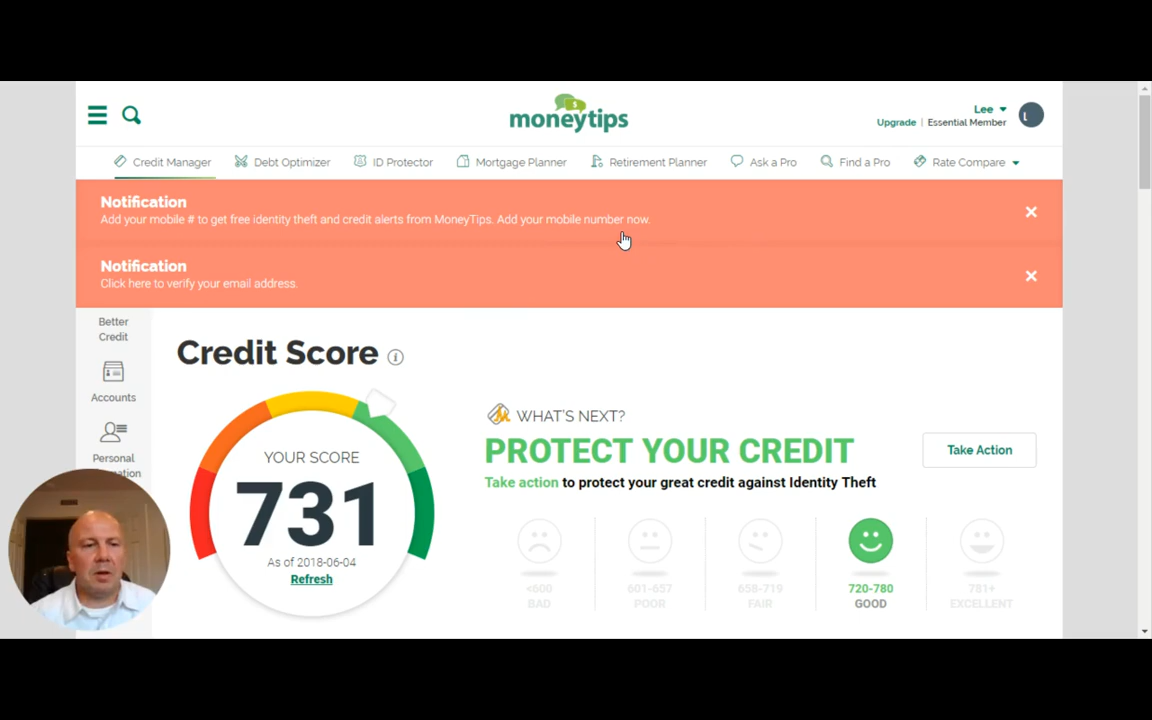 moneytips
Lee
Upgrade | Essential Member
L
Credit Manager
Debt Optimizer
ID Protector
Mortgage Planner
Retirement Planner
Ask a Pro
Find a Pro
Rate Compare
Notification
Add your mobile # to get free identity theft and credit alerts from MoneyTips. Add your mobile number now.
Notification
Click here to verify your email address.
Better
Credit
Accounts
Personal
Credit Score
YOUR SCORE
731
As of 2018-06-04
Refresh
WHAT'S NEXT?
PROTECT YOUR CREDIT
Take action to protect your great credit against Identity Theft
Take Action
<600
BAD
601-657
POOR
658-719
FAIR
720-780
GOOD
781+
EXCELLENT